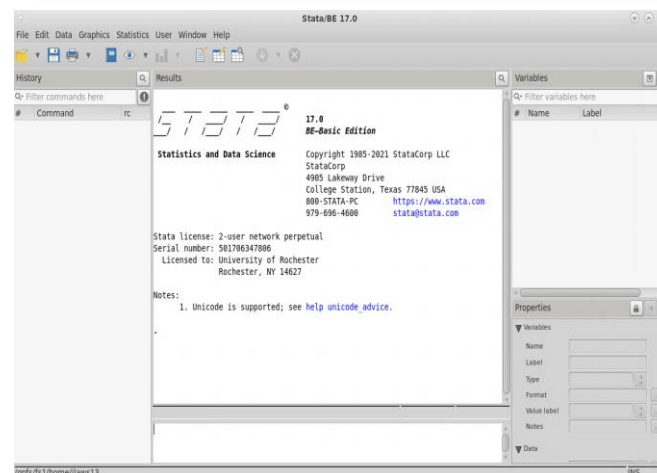 Stata/BE 17.0
File Edit Data Graphics Statistics User Window Help
History
Filter commands here
# Command rc
Results
®
17.0
BE—Basic Edition
Statistics and Data Science
Copyright 1985-2021 StataCorp LLC
StataCorp
4905 Lakeway Drive
College Station, Texas 77845 USA
800-STATA-PC https://www.stata.com
979-696-4600 stata@stata.com
Stata license: 2-user network perpetual
Serial number: 501706347806
Licensed to: University of Rochester
Rochester, NY 14627
Notes:
1. Unicode is supported; see help unicode_advice.
.
Variables
Filter variables here
# Name Label
Properties
Variables
Name
Label
Type
Format
Value label
Notes
Data
INS